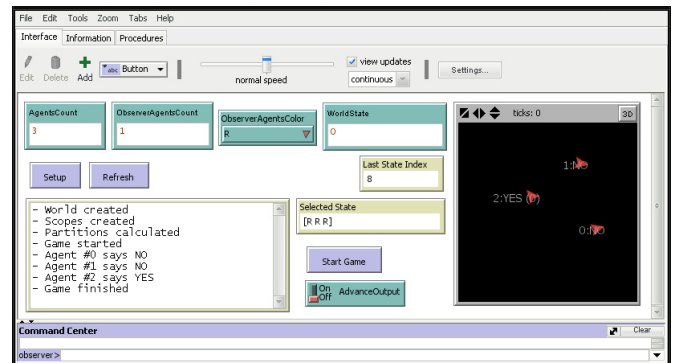 File Edit Tools Zoom Tabs Help
Interface Information Procedures
Edit Delete Add
abc Button
normal speed
view updates
continuous
Settings...
AgentsCount
3
ObserverAgentsCount
1
ObserverAgentsColor
R
WorldState
0
Last State Index
8
Setup
Refresh
Selected State
[R R R]
- World created
- Scopes created
- Partitions calculated
- Game started
- Agent #0 says NO
- Agent #1 says NO
- Agent #2 says YES
- Game finished
Start Game
On
Off
AdvanceOutput
ticks: 0
3D
1:NO
2:YES
0:NO
Command Center
Clear
observer>